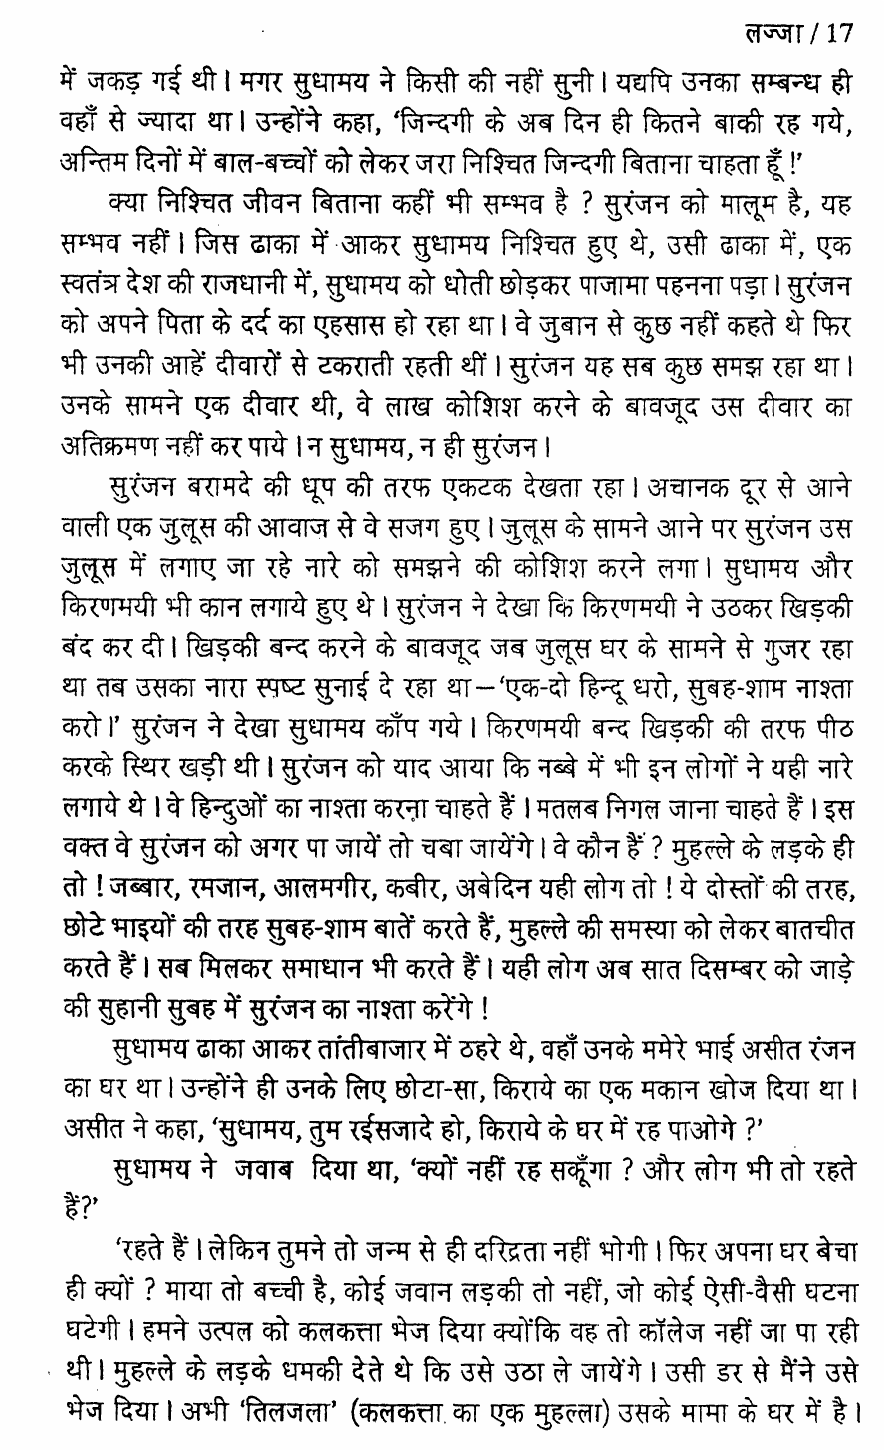 लज्जा / 17
में जकड़ गई थी। मगर सुधामय ने किसी की नहीं सुनी। यद्यपि उनका सम्बन्ध ही
वहाँ से ज्यादा था। उन्होंने कहा, ‘जिन्दगी के अब दिन ही कितने बाकी रह गये,
अन्तिम दिनों में बाल-बच्चों को लेकर जरा निश्चित जिन्दगी बिताना चाहता हूँ !’
क्या निश्चित जीवन बिताना कहीं भी सम्भव है ? सुरंजन को मालूम है, यह
सम्भव नहीं। जिस ढाका में आकर सुधामय निश्चित हुए थे, उसी ढाका में, एक
स्वतंत्र देश की राजधानी में, सुधामय को धोती छोड़कर पाजामा पहनना पड़ा। सुरंजन
को अपने पिता के दर्द का एहसास हो रहा था। वे जुबान से कुछ नहीं कहते थे फिर
भी उनकी आहें दीवारों से टकराती रहती थीं। सुरंजन यह सब कुछ समझ रहा था।
उनके सामने एक दीवार थी, वे लाख कोशिश करने के बावजूद उस दीवार का
अतिक्रमण नहीं कर पाये। न सुधामय, न ही सुरंजन।
सुरंजन बरामदे की धूप की तरफ एकटक देखता रहा। अचानक दूर से आने
वाली एक जुलूस की आवाज से वे सजग हुए। जुलूस के सामने आने पर सुरंजन उस
जुलूस में लगाए जा रहे नारे को समझने की कोशिश करने लगा। सुधामय और
किरणमयी भी कान लगाये हुए थे। सुरंजन ने देखा कि किरणमयी ने उठकर खिड़की
बंद कर दी। खिड़की बन्द करने के बावजूद जब जुलूस घर के सामने से गुजर रहा
था तब उसका नारा स्पष्ट सुनाई दे रहा था—‘एक-दो हिन्दू धरो, सुबह-शाम नाश्ता
करो।’ सुरंजन ने देखा सुधामय काँप गये। किरणमयी बन्द खिड़की की तरफ पीठ
करके स्थिर खड़ी थी। सुरंजन को याद आया कि नब्बे में भी इन लोगों ने यही नारे
लगाये थे। वे हिन्दुओं का नाश्ता करना चाहते हैं। मतलब निगल जाना चाहते हैं। इस
वक्त वे सुरंजन को अगर पा जायें तो चबा जायेंगे। वे कौन हैं ? मुहल्ले के लड़के ही
तो ! जब्बार, रमजान, आलमगीर, कबीर, अबेदिन यही लोग तो ! ये दोस्तों की तरह,
छोटे भाइयों की तरह सुबह-शाम बातें करते हैं, मुहल्ले की समस्या को लेकर बातचीत
करते हैं। सब मिलकर समाधान भी करते हैं। यही लोग अब सात दिसम्बर को जाड़े
की सुहानी सुबह में सुरंजन का नाश्ता करेंगे !
सुधामय ढाका आकर तांतीबाजार में ठहरे थे, वहाँ उनके ममेरे भाई असीत रंजन
का घर था। उन्होंने ही उनके लिए छोटा-सा, किराये का एक मकान खोज दिया था।
असीत ने कहा, ‘सुधामय, तुम रईसजादे हो, किराये के घर में रह पाओगे ?’
सुधामय ने जवाब दिया था, ‘क्यों नहीं रह सकूँगा ? और लोग भी तो रहते
हैं?’
‘रहते हैं। लेकिन तुमने तो जन्म से ही दरिद्रता नहीं भोगी। फिर अपना घर बेचा
ही क्यों ? माया तो बच्ची है, कोई जवान लड़की तो नहीं, जो कोई ऐसी-वैसी घटना
घटेगी। हमने उत्पल को कलकत्ता भेज दिया क्योंकि वह तो कॉलेज नहीं जा पा रही
थी। मुहल्ले के लड़के धमकी देते थे कि उसे उठा ले जायेंगे। उसी डर से मैंने उसे
भेज दिया। अभी ‘तिलजला’ (कलकत्ता का एक मुहल्ला) उसके मामा के घर में है।